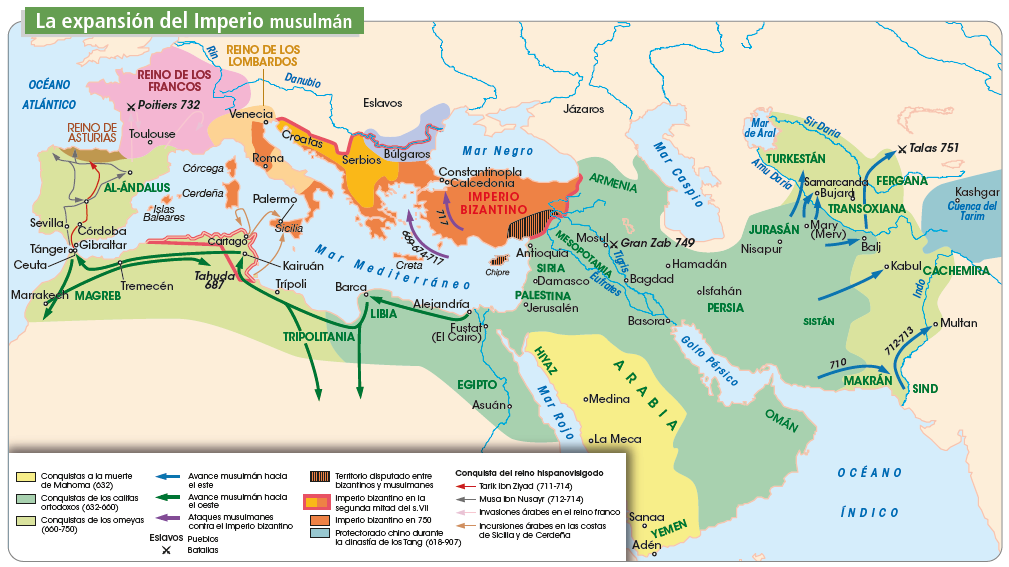 La expansión del Imperio musulmán
OCÉANO
ATLÁNTICO
REINO DE LOS
FRANCOS
Poitiers 732
Toulouse
REINO DE
ASTURIAS
Rin
REINO DE LOS
LOMBARDOS
Danubio
Venecia
Eslavos
Croatas
Serbios
Búlgaros
Jázaros
Mar Negro
Mar Caspio
Mar
de Aral
Sir Daria
Amu Daria
TURKESTÁN
Talas 751
Samarcanda
Bujará
FERGANA
TRANSOXIANA
Kashgar
Cuenca del
Tarim
JURASÁN
Nisapur
Mary
(Merv)
Balj
Kabul
CACHEMIRA
Indo
Multan
712-713
710
MAKRÁN
SIND
SISTÁN
PERSIA
Isfahán
Hamadán
Bagdad
Basora
Golfo Pérsico
Mosul
Gran Zab 749
Tigris
Éufrates
MESOPOTAMIA
ARMENIA
Constantinopla
Calcedonia
IMPERIO
BIZANTINO
717
669-674-717
Antioquía
SIRIA
Damasco
PALESTINA
Jerusalén
Chipre
Creta
Mar Mediterráneo
Roma
Córcega
Cerdeña
Palermo
Sicilia
Islas
Baleares
AL-ÁNDALUS
Sevilla
Córdoba
Gibraltar
Tánger
Ceuta
Marrakech
MAGREB
Tremecén
Cartago
Kairuán
Tahuda
687
Trípoli
TRIPOLITANIA
Barca
LIBIA
Alejandría
Fustat
(El Cairo)
EGIPTO
Asuán
Mar Rojo
HIYAZ
ARABIA
Medina
La Meca
OMÁN
Sanaa
YEMEN
Adén
OCÉANO
ÍNDICO
Conquistas a la muerte
de Mahoma (632)
Conquistas de los califas
ortodoxos (632-660)
Conquistas de los omeyas
(660-750)
Avance musulmán hacia
el este
Avance musulmán hacia
el oeste
Ataques musulmanes
contra el Imperio bizantino
Eslavos Pueblos
Batallas
Territorio disputado entre
bizantinos y musulmanes
Imperio bizantino en la
segunda mitad del s. VII
Imperio bizantino en 750
Protectorado chino durante
la dinastía de los Tang (618-907)
Conquista del reino hispanovisigodo
Tarik ibn Ziyad (711-714)
Musa ibn Nusayr (712-714)
Invasiones árabes en el reino franco
Incursiones árabes en las costas
de Sicilia y de Cerdeña